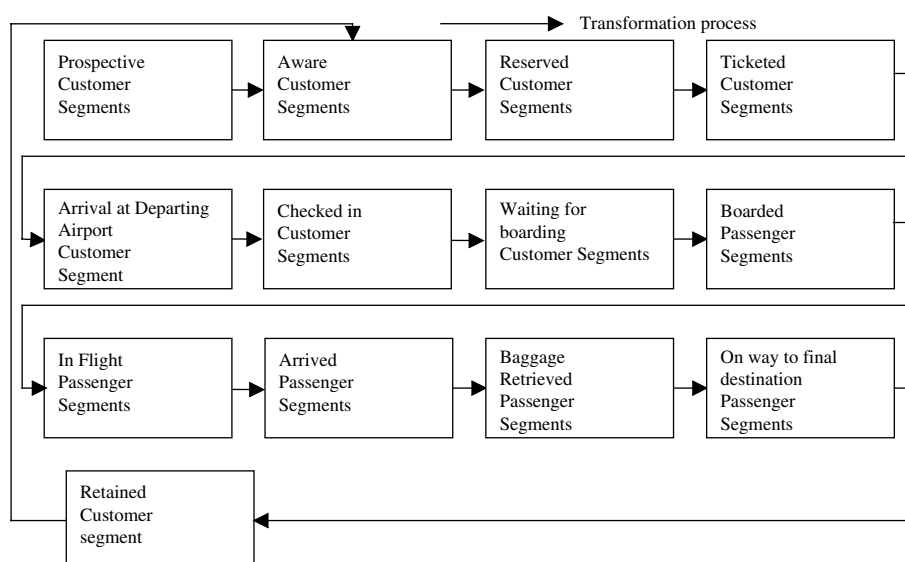 Transformation process
Prospective
Customer
Segments
Aware
Customer
Segments
Reserved
Customer
Segments
Ticketed
Customer
Segments
Arrival at Departing
Airport
Customer
Segment
Checked in
Customer
Segments
Waiting for
boarding
Customer Segments
Boarded
Passenger
Segments
In Flight
Passenger
Segments
Arrived
Passenger
Segments
Baggage
Retrieved
Passenger
Segments
On way to final
destination
Passenger
Segments
Retained
Customer
segment